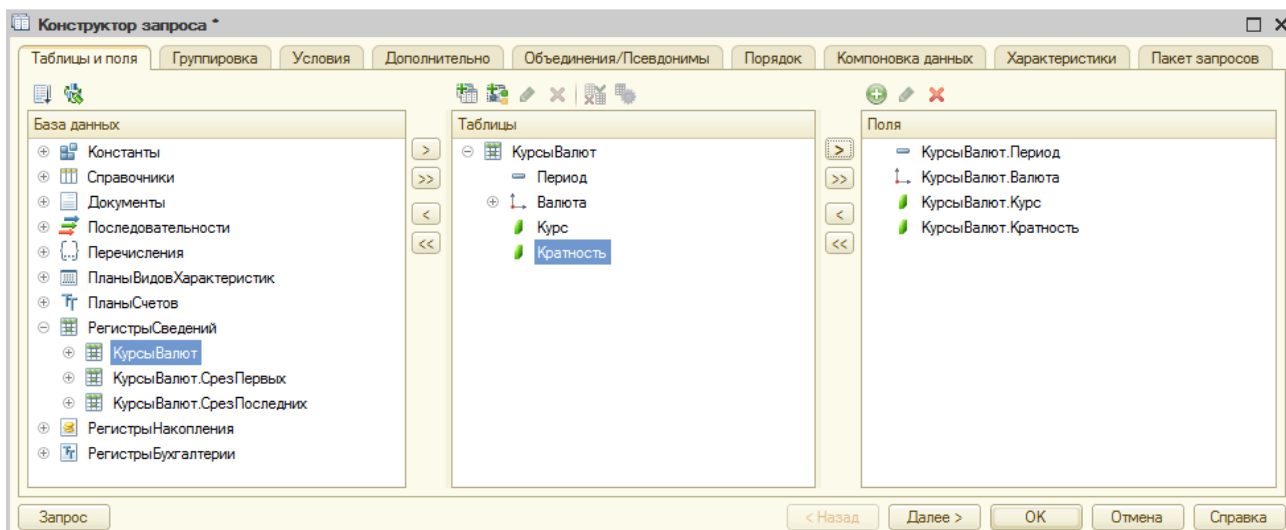 Конструктор запроса *
Таблицы и поля Группировка Условия Дополнительно Объединения/Псевдонимы Порядок Компоновка данных Характеристики Пакет запросов
База данных
Константы
Справочники
Документы
Последовательности
Перечисления
ПланыВидовХарактеристик
ПланыСчетов
РегистрыСведений
КурсыВалют
КурсыВалют.СрезПервых
КурсыВалют.СрезПоследних
РегистрыНакопления
РегистрыБухгалтерии
>
>>
<
<<
Таблицы
КурсыВалют
Период
Валюта
Курс
Кратность
>
>>
<
<<
Поля
КурсыВалют.Период
КурсыВалют.Валюта
КурсыВалют.Курс
КурсыВалют.Кратность
Запрос < Назад Далее > OK Отмена Справка